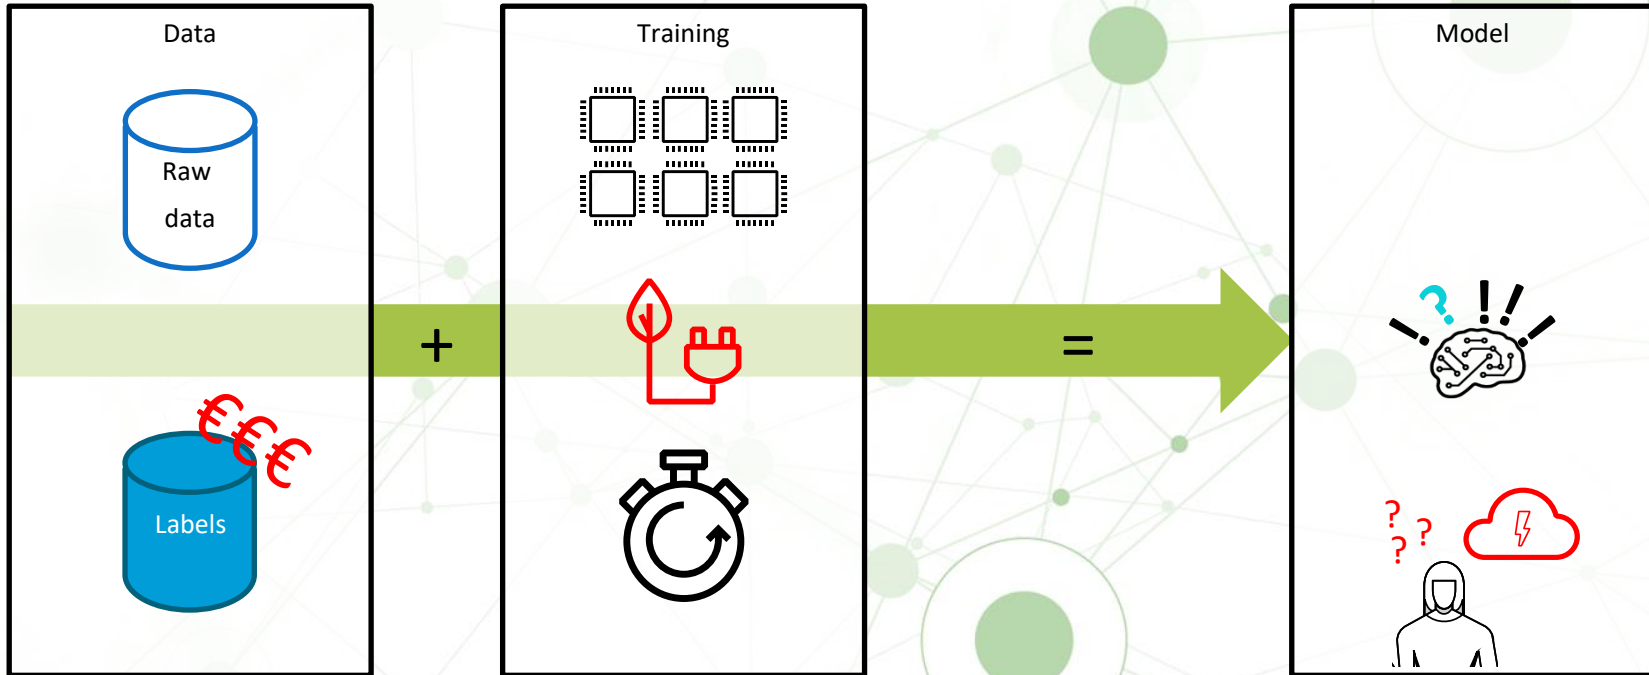 Data
Raw
data
€€€
Labels
+
Training
=
Model
?
!
!
!
!
?
?
?